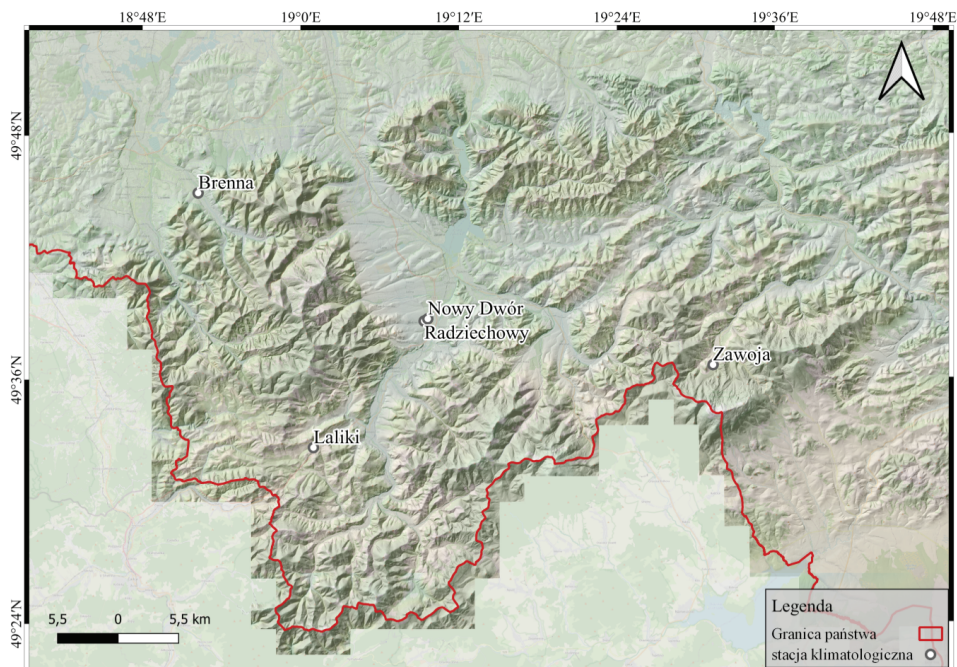 18°48'E 19°0'E 19°12'E 19°24'E 19°36'E 19°48'E
49°48'N
Brenna
Nowy Dwór
Radziechowy
Zawoja
49°36'N
Laliki
49°24'N
5,5 0 5,5 km
Legenda
Granica państwa
stacja klimatologiczna